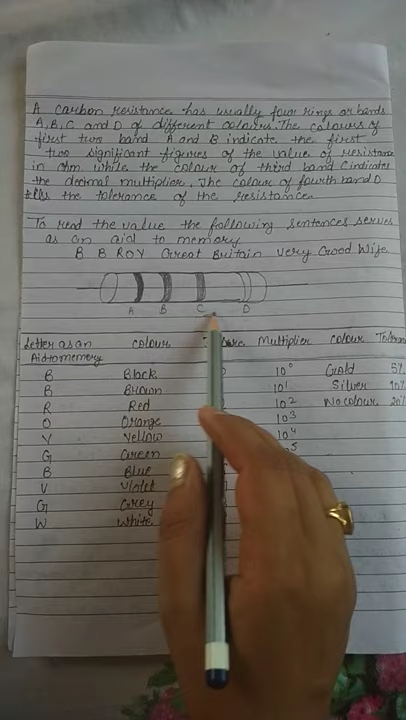 A carbon resistance has usually four rings or bands
A, B, C and D of different colours. The colours of
first two band A and B indicate the first
two significant figures of the value of resistance
in ohm while the colour of third band C indicates
the decimal multiplier. The colour of fourth band D
tells the tolerance of the resistance.
To read the value the following sentences serves
as an aid to memory
B B ROY Great Britain Very Good Wife
A B C D
Letter as an Aid to memory colour Multiplier colour
B Black 10⁰ Gold 5%
B Brown 10¹ Silver 10%
R Red 10² No colour 20%
O Orange 10³
Y Yellow 10⁴
G Green
B Blue
V Violet
G Grey
W White